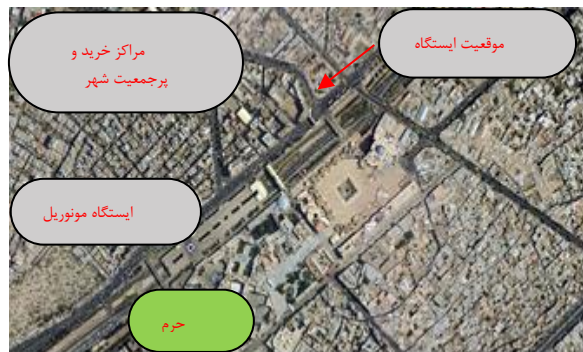 موقعیت ایستگاه
مراکز خرید و
پرجمعیت شهر
ایستگاه مونوریل
حرم